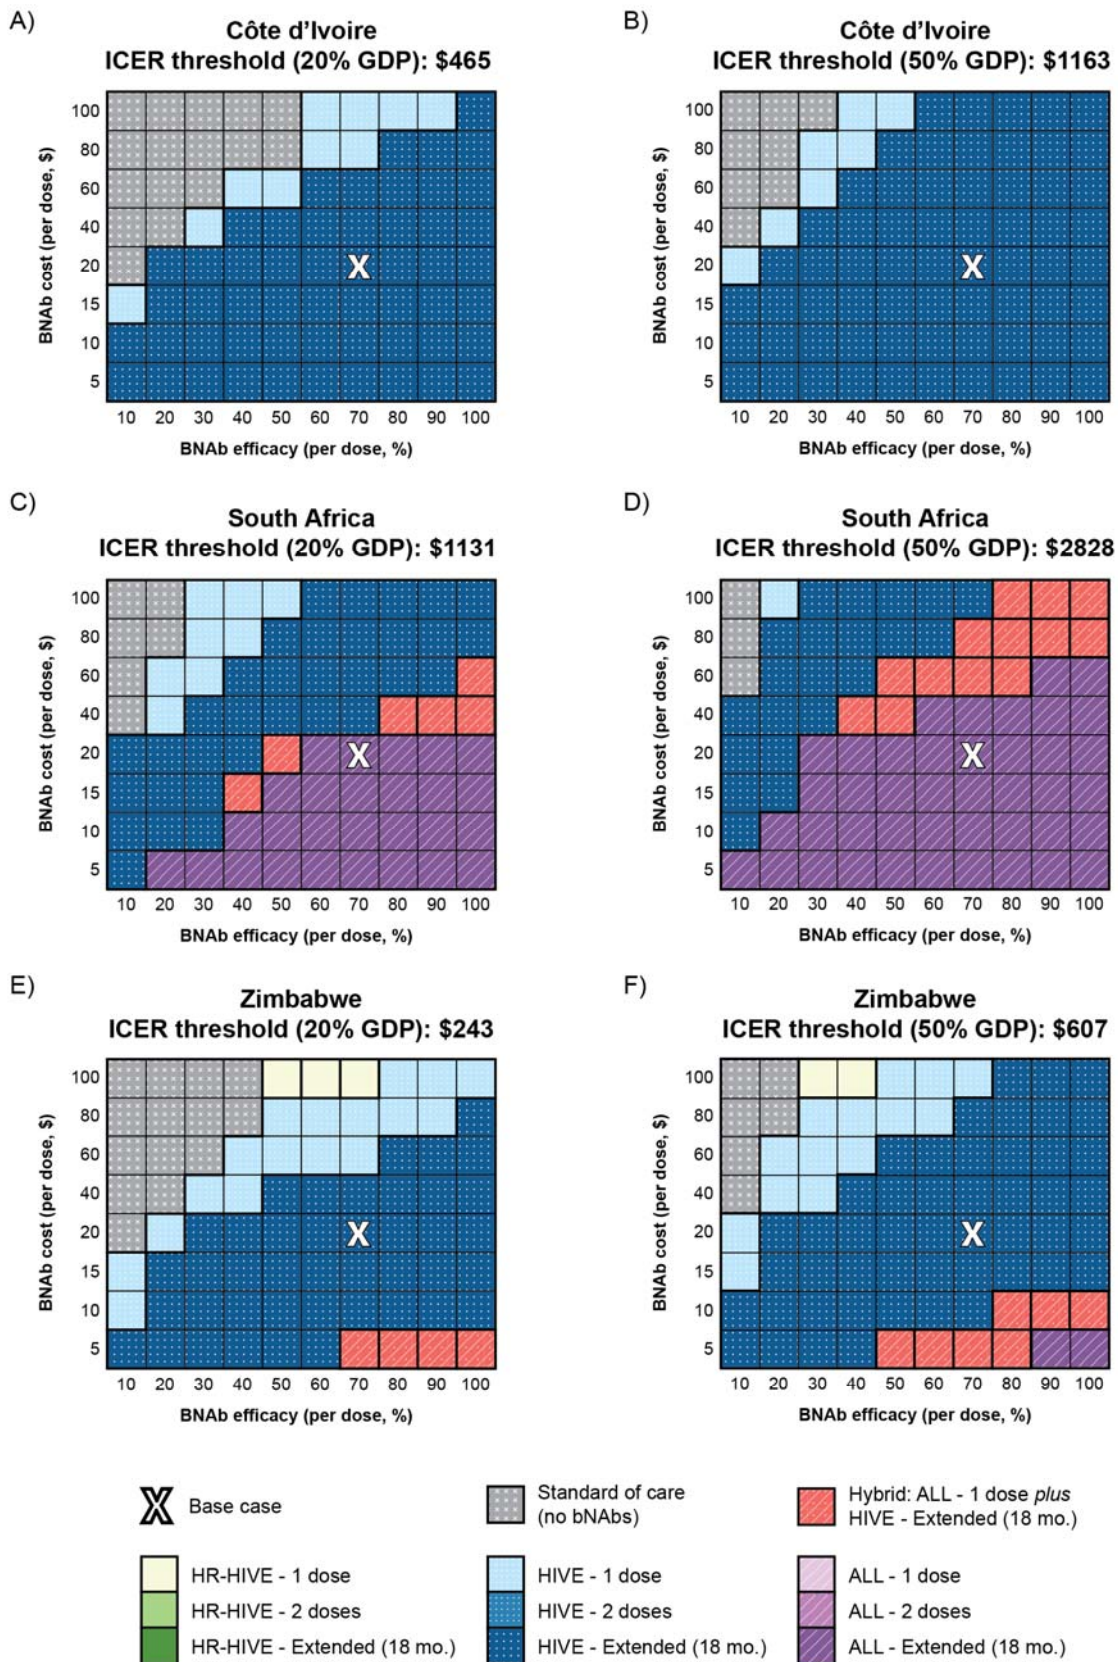 A)
Côte d'Ivoire
ICER threshold (20% GDP): $465
BNAb cost (per dose, $)
100
80
60
40
20
15
10
5
X
10 20 30 40 50 60 70 80 90 100
BNAb efficacy (per dose, %)
B)
Côte d'Ivoire
ICER threshold (50% GDP): $1163
BNAb cost (per dose, $)
100
80
60
40
20
15
10
5
X
10 20 30 40 50 60 70 80 90 100
BNAb efficacy (per dose, %)
C)
South Africa
ICER threshold (20% GDP): $1131
BNAb cost (per dose, $)
100
80
60
40
20
15
10
5
X
10 20 30 40 50 60 70 80 90 100
BNAb efficacy (per dose, %)
D)
South Africa
ICER threshold (50% GDP): $2828
BNAb cost (per dose, $)
100
80
60
40
20
15
10
5
X
10 20 30 40 50 60 70 80 90 100
BNAb efficacy (per dose, %)
E)
Zimbabwe
ICER threshold (20% GDP): $243
BNAb cost (per dose, $)
100
80
60
40
20
15
10
5
X
10 20 30 40 50 60 70 80 90 100
BNAb efficacy (per dose, %)
F)
Zimbabwe
ICER threshold (50% GDP): $607
BNAb cost (per dose, $)
100
80
60
40
20
15
10
5
X
10 20 30 40 50 60 70 80 90 100
BNAb efficacy (per dose, %)
X Base case
Standard of care
(no bNAbs)
Hybrid: ALL - 1 dose plus
HIVE - Extended (18 mo.)
HR-HIVE - 1 dose
HR-HIVE - 2 doses
HR-HIVE - Extended (18 mo.)
HIVE - 1 dose
HIVE - 2 doses
HIVE - Extended (18 mo.)
ALL - 1 dose
ALL - 2 doses
ALL - Extended (18 mo.)